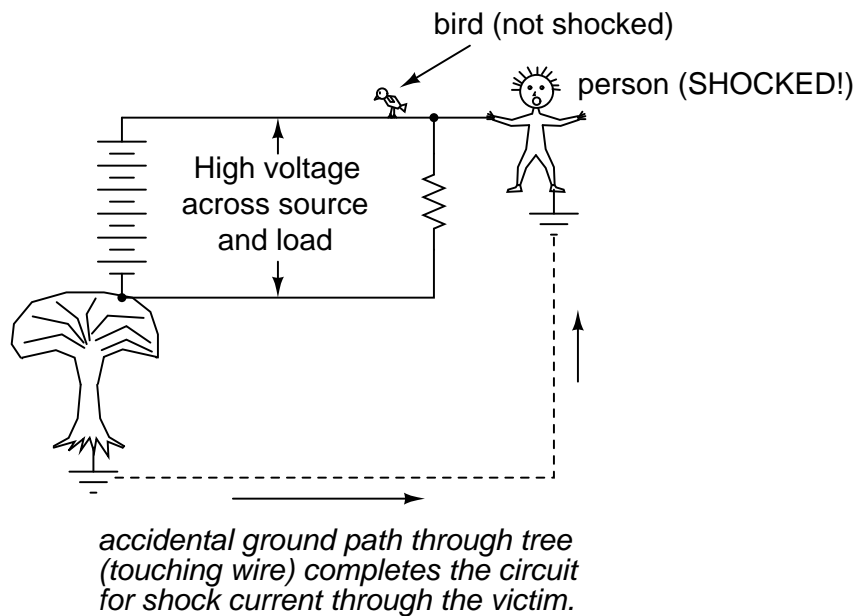 bird (not shocked)
person (SHOCKED!)
High voltage
across source
and load
accidental ground path through tree
(touching wire) completes the circuit
for shock current through the victim.